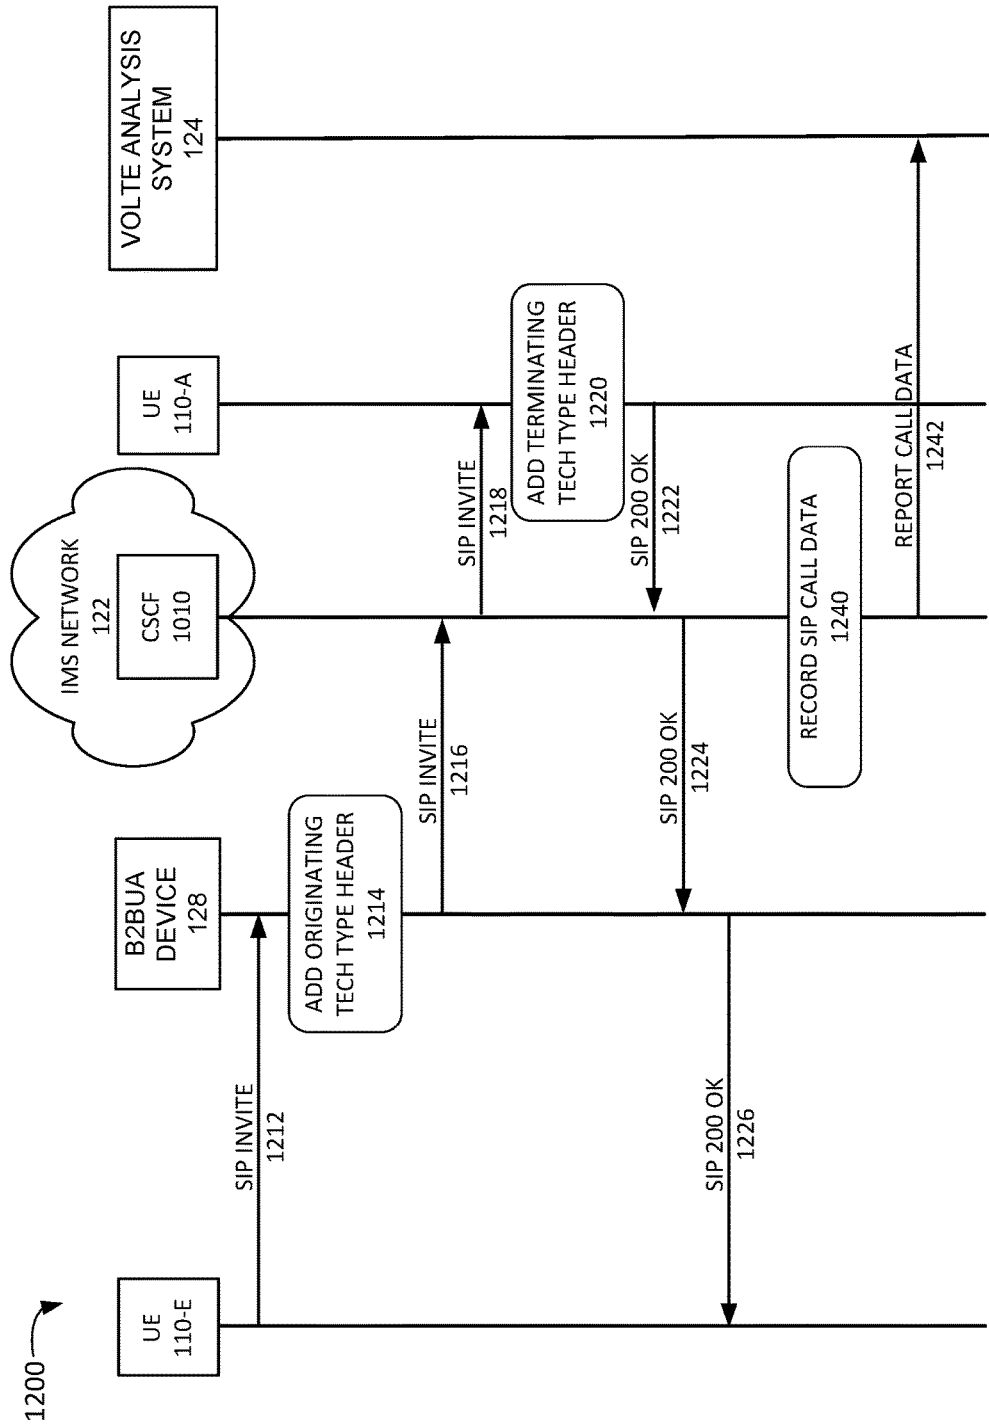 1200
UE
110-E
B2BUA
DEVICE
128
IMS NETWORK
122
CSCF
1010
UE
110-A
VOLTE ANALYSIS
SYSTEM
124
SIP INVITE
1212
ADD ORIGINATING
TECH TYPE HEADER
1214
SIP INVITE
1216
SIP INVITE
1218
ADD TERMINATING
TECH TYPE HEADER
1220
SIP 200 OK
1222
SIP 200 OK
1224
SIP 200 OK
1226
RECORD SIP CALL DATA
1240
REPORT CALL DATA
1242